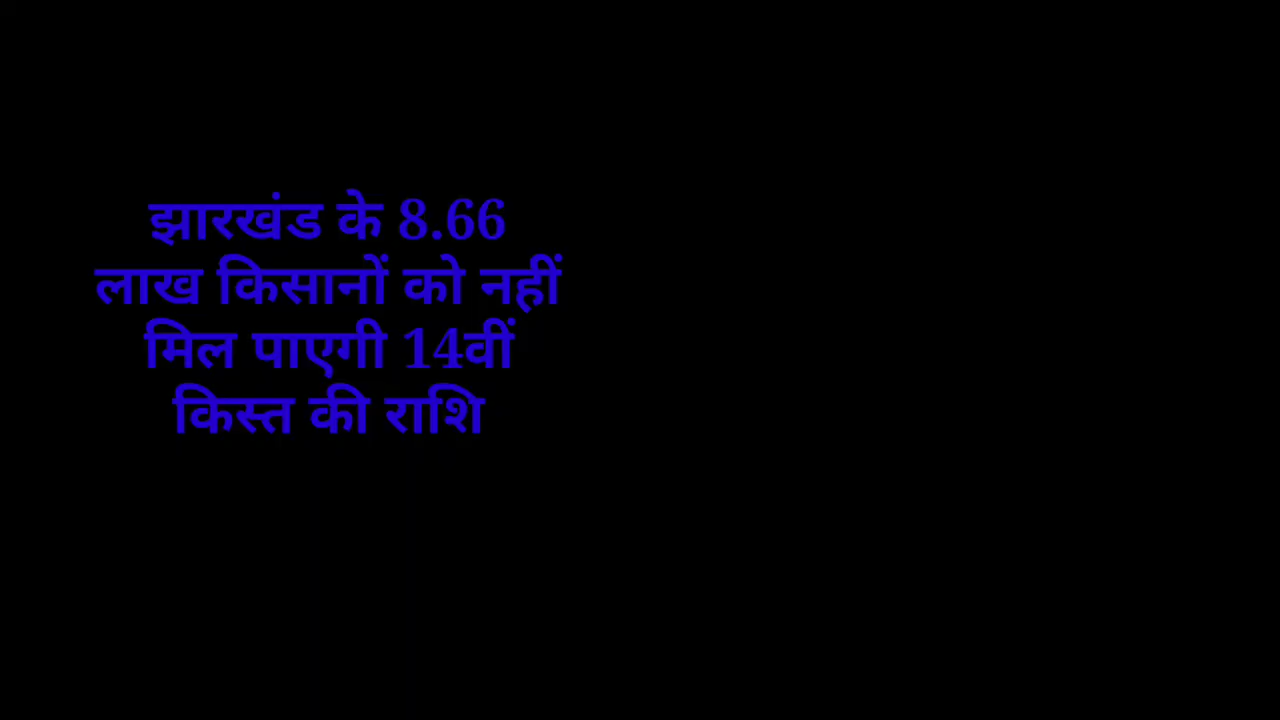 झारखंड के 8.66
लाख किसानों को नहीं
मिल पाएगी 14वीं
किस्त की राशि